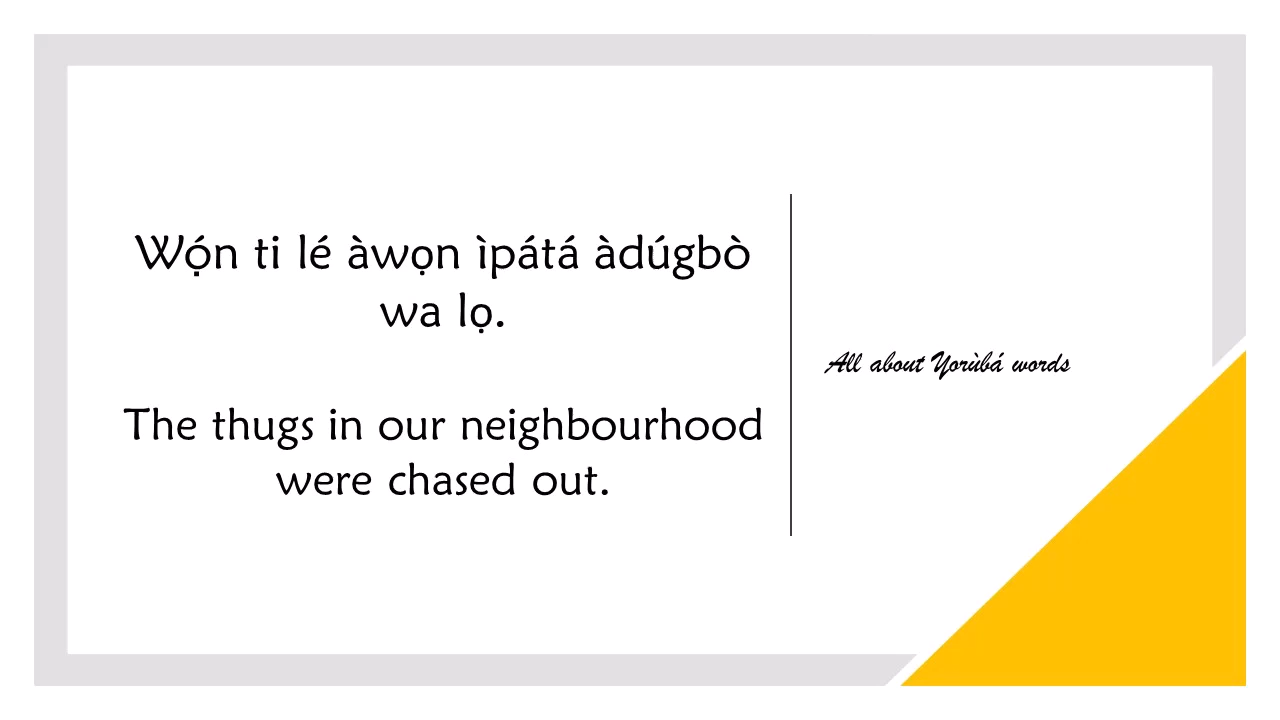 Wọ́n ti lé àwọn ìpátá àdúgbò
wa lọ.
The thugs in our neighbourhood
were chased out.
All about Yorùbá words